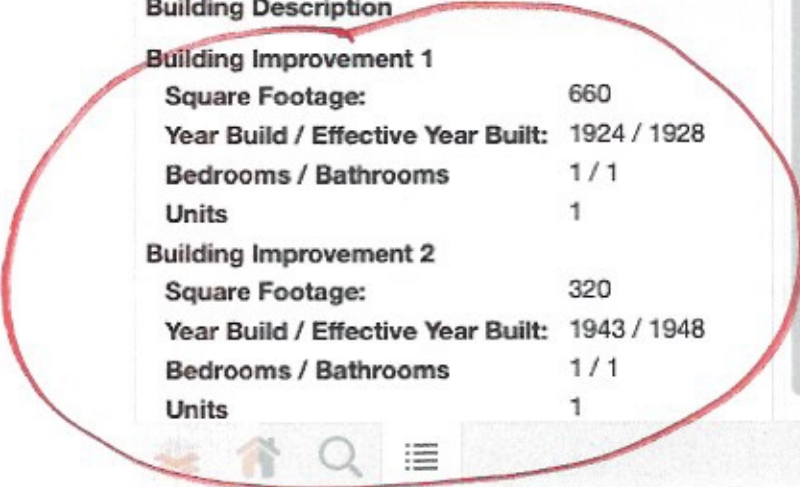 Building Description
Building Improvement 1
Square Footage: 660
Year Build / Effective Year Built: 1924 / 1928
Bedrooms / Bathrooms 1 / 1
Units 1
Building Improvement 2
Square Footage: 320
Year Build / Effective Year Built: 1943 / 1948
Bedrooms / Bathrooms 1 / 1
Units 1